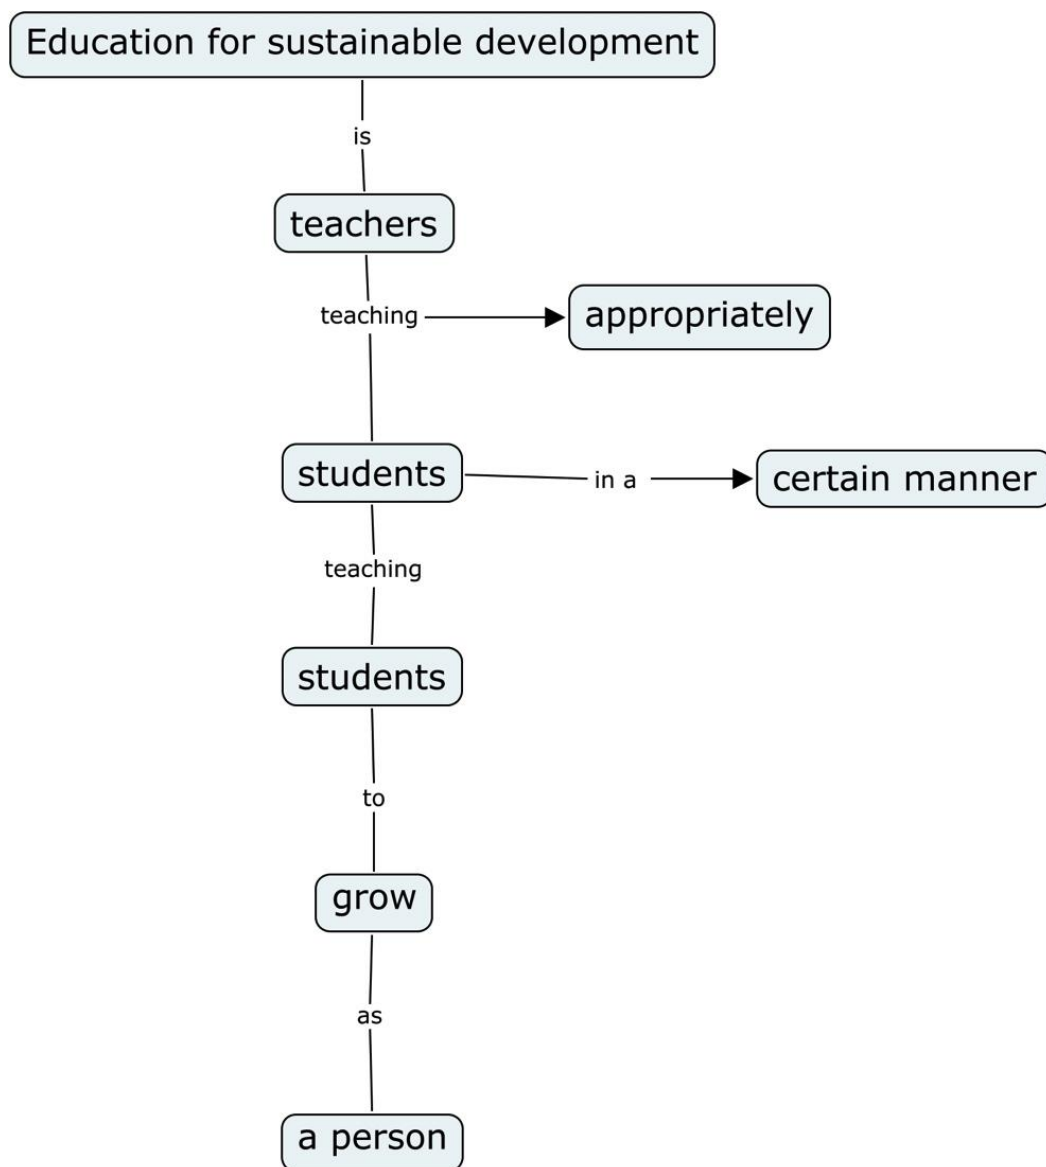 Education for sustainable development
is
teachers
teaching
appropriately
students
in a
certain manner
teaching
students
to
grow
as
a person